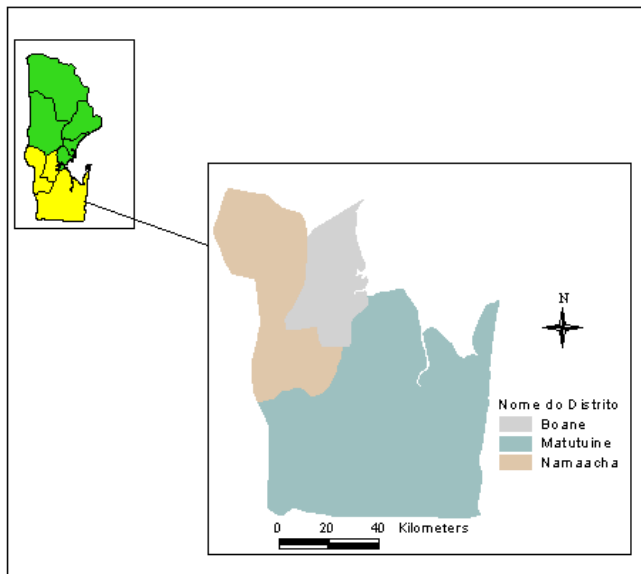 N
Nome do Distrito
Boane
Matutuine
Namaacha
0 20 40 Kilometers